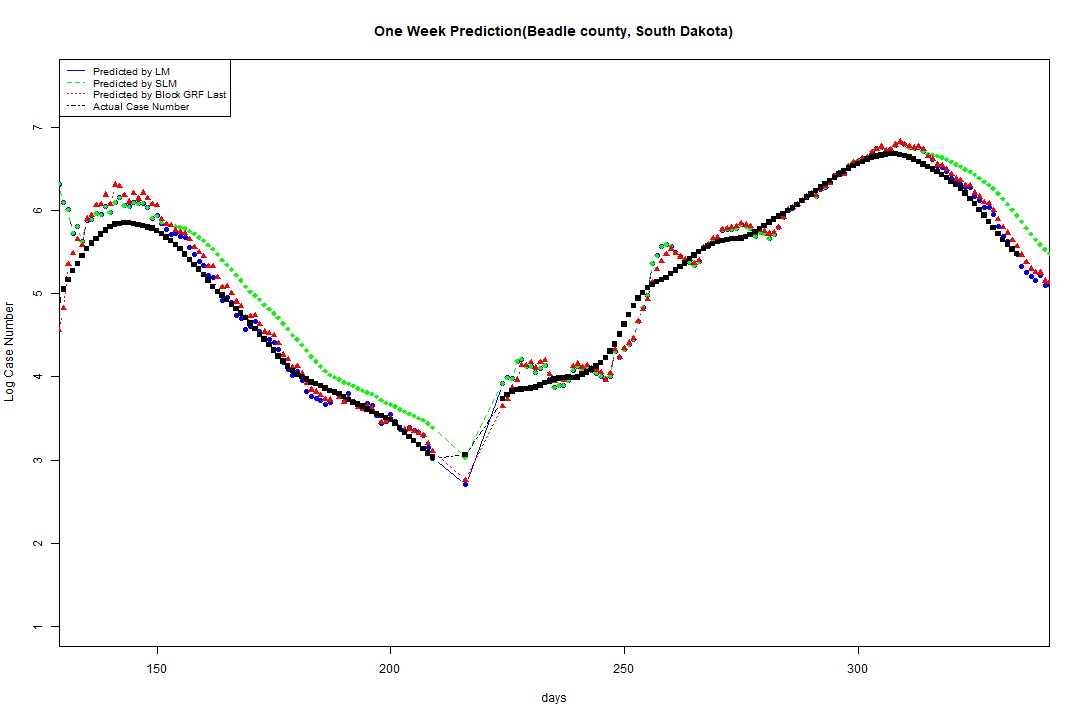 One Week Prediction(Beadle county, South Dakota)
Predicted by LM
Predicted by SLM
Predicted by Block GRF Last
Actual Case Number
7
6
5
4
3
2
1
Log Case Number
150 200 250 300
days